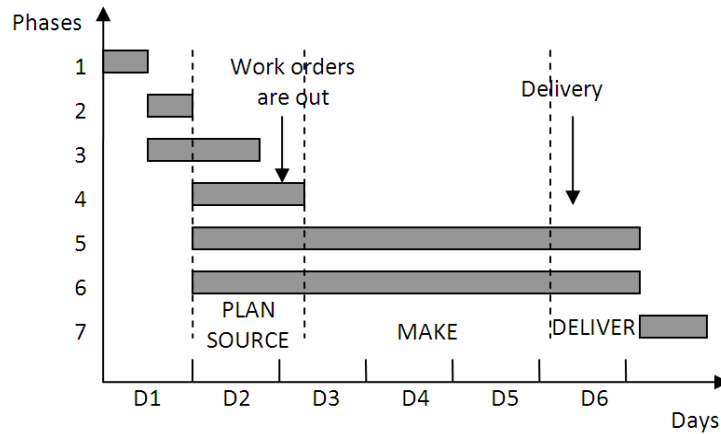 Phases
1
Work orders
are out
Delivery
2
3
4
5
6
PLAN
SOURCE
MAKE
DELIVER
7
D1
D2
D3
D4
D5
D6
Days